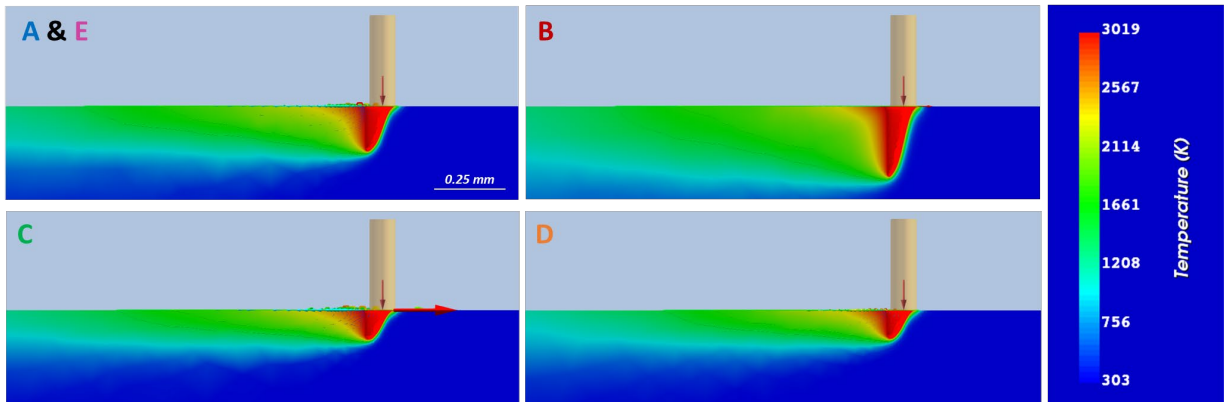 A & E
B
0.25 mm
C
D
3019
2567
2114
1661
1208
756
303
Temperature (K)